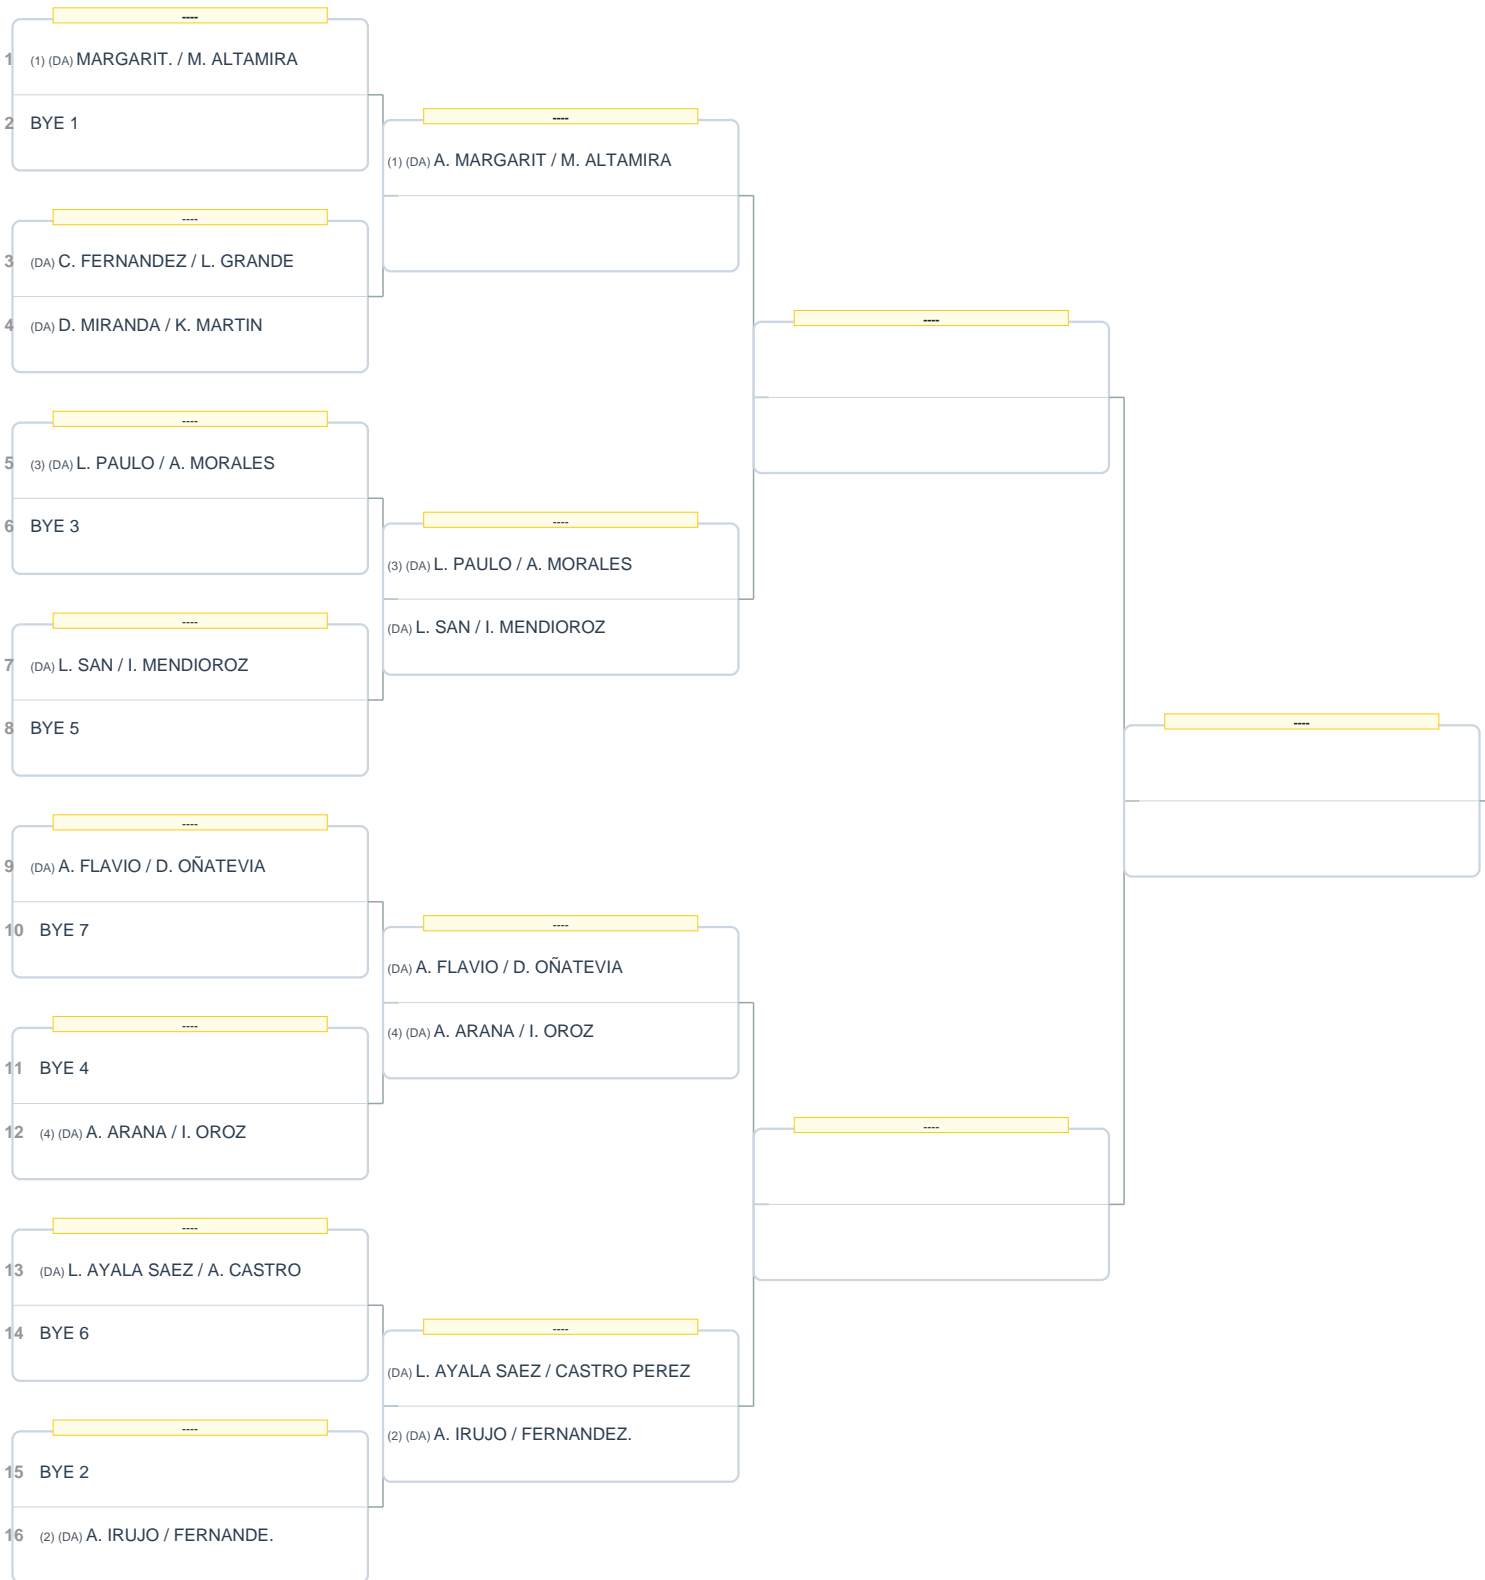 ----
1 (1) (DA) MARGARIT. / M. ALTAMIRA
2 BYE 1
----
(1) (DA) A. MARGARIT / M. ALTAMIRA
----
3 (DA) C. FERNANDEZ / L. GRANDE
4 (DA) D. MIRANDA / K. MARTIN
----
----
5 (3) (DA) L. PAULO / A. MORALES
6 BYE 3
----
(3) (DA) L. PAULO / A. MORALES
(DA) L. SAN / I. MENDIOROZ
----
7 (DA) L. SAN / I. MENDIOROZ
8 BYE 5
----
----
9 (DA) A. FLAVIO / D. OÑATEVIA
10 BYE 7
----
(DA) A. FLAVIO / D. OÑATEVIA
(4) (DA) A. ARANA / I. OROZ
----
11 BYE 4
12 (4) (DA) A. ARANA / I. OROZ
----
----
13 (DA) L. AYALA SAEZ / A. CASTRO
14 BYE 6
----
(DA) L. AYALA SAEZ / CASTRO PEREZ
(2) (DA) A. IRUJO / FERNANDEZ.
----
15 BYE 2
16 (2) (DA) A. IRUJO / FERNANDE.